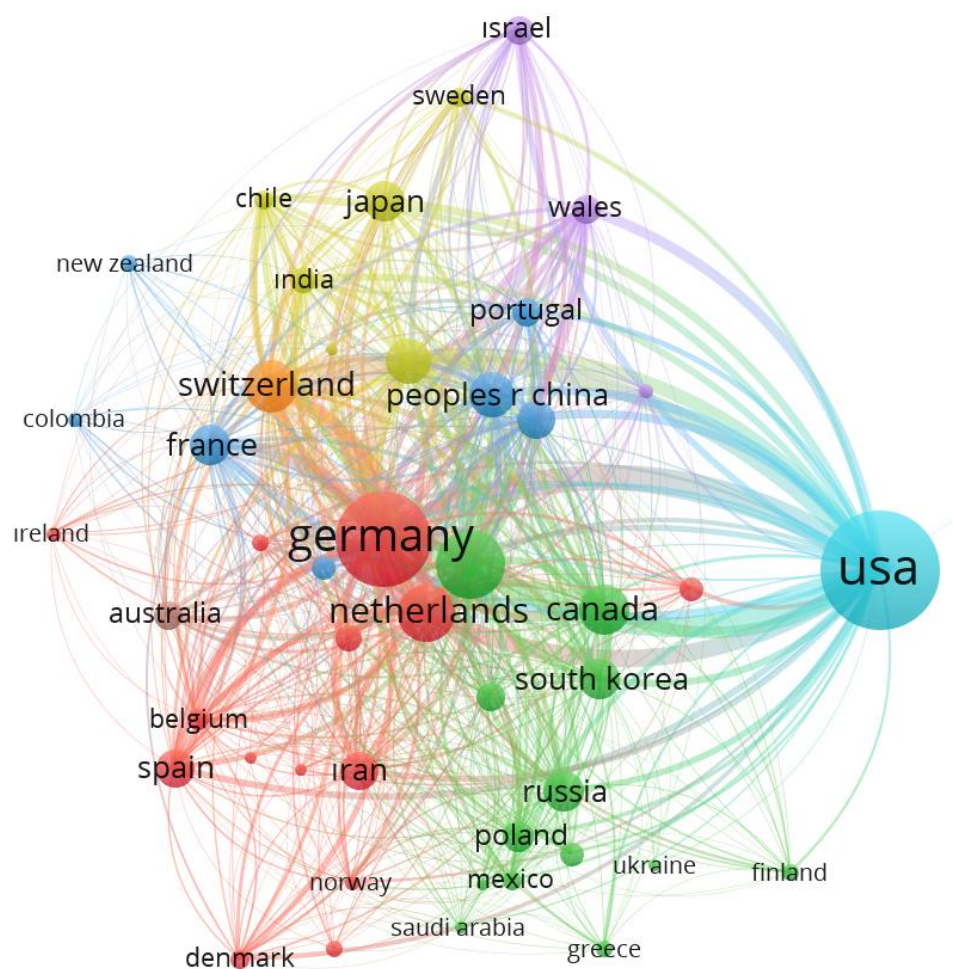 ısrael
sweden
chile
japan
wales
new zealand
ındia
portugal
switzerland
peoples r china
colombia
france
ıreland
germany
usa
australia
netherlands
canada
south korea
belgium
spain
ıran
russia
poland
ukraine
finland
norway
mexico
saudi arabia
greece
denmark